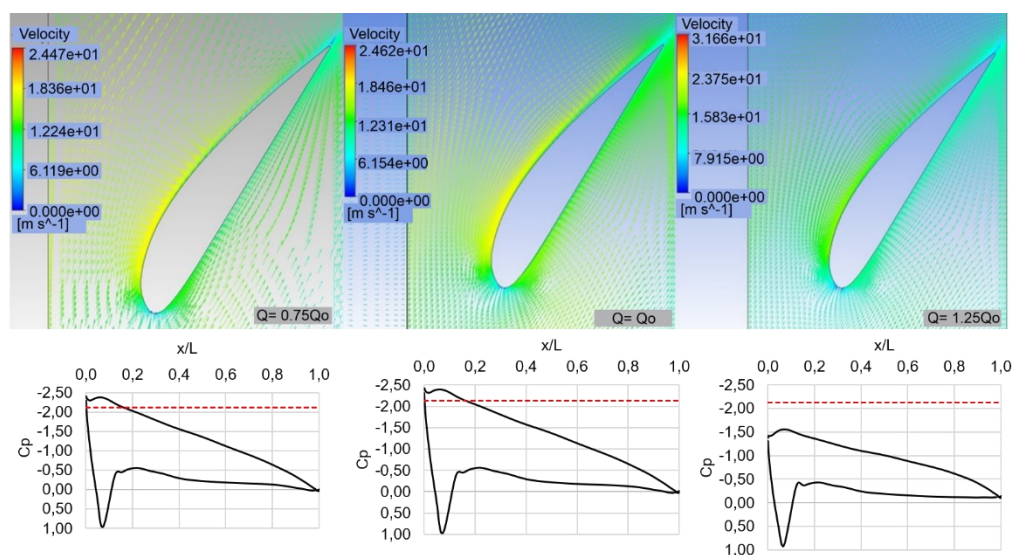 Velocity
2.447e+01
1.836e+01
1.224e+01
6.119e+00
0.000e+00
[m s^-1]
Q= 0.75Qo
Velocity
2.462e+01
1.846e+01
1.231e+01
6.154e+00
0.000e+00
[m s^-1]
Q= Qo
Velocity
3.166e+01
2.375e+01
1.583e+01
7.915e+00
0.000e+00
[m s^-1]
Q= 1.25Qo
x/L
0,0 0,2 0,4 0,6 0,8 1,0
-2,50
-2,00
-1,50
-1,00
-0,50
0,00
0,50
1,00
Cp
x/L
0,0 0,2 0,4 0,6 0,8 1,0
-2,50
-2,00
-1,50
-1,00
-0,50
0,00
0,50
1,00
Cp
x/L
0,0 0,2 0,4 0,6 0,8 1,0
-2,50
-2,00
-1,50
-1,00
-0,50
0,00
0,50
1,00
Cp